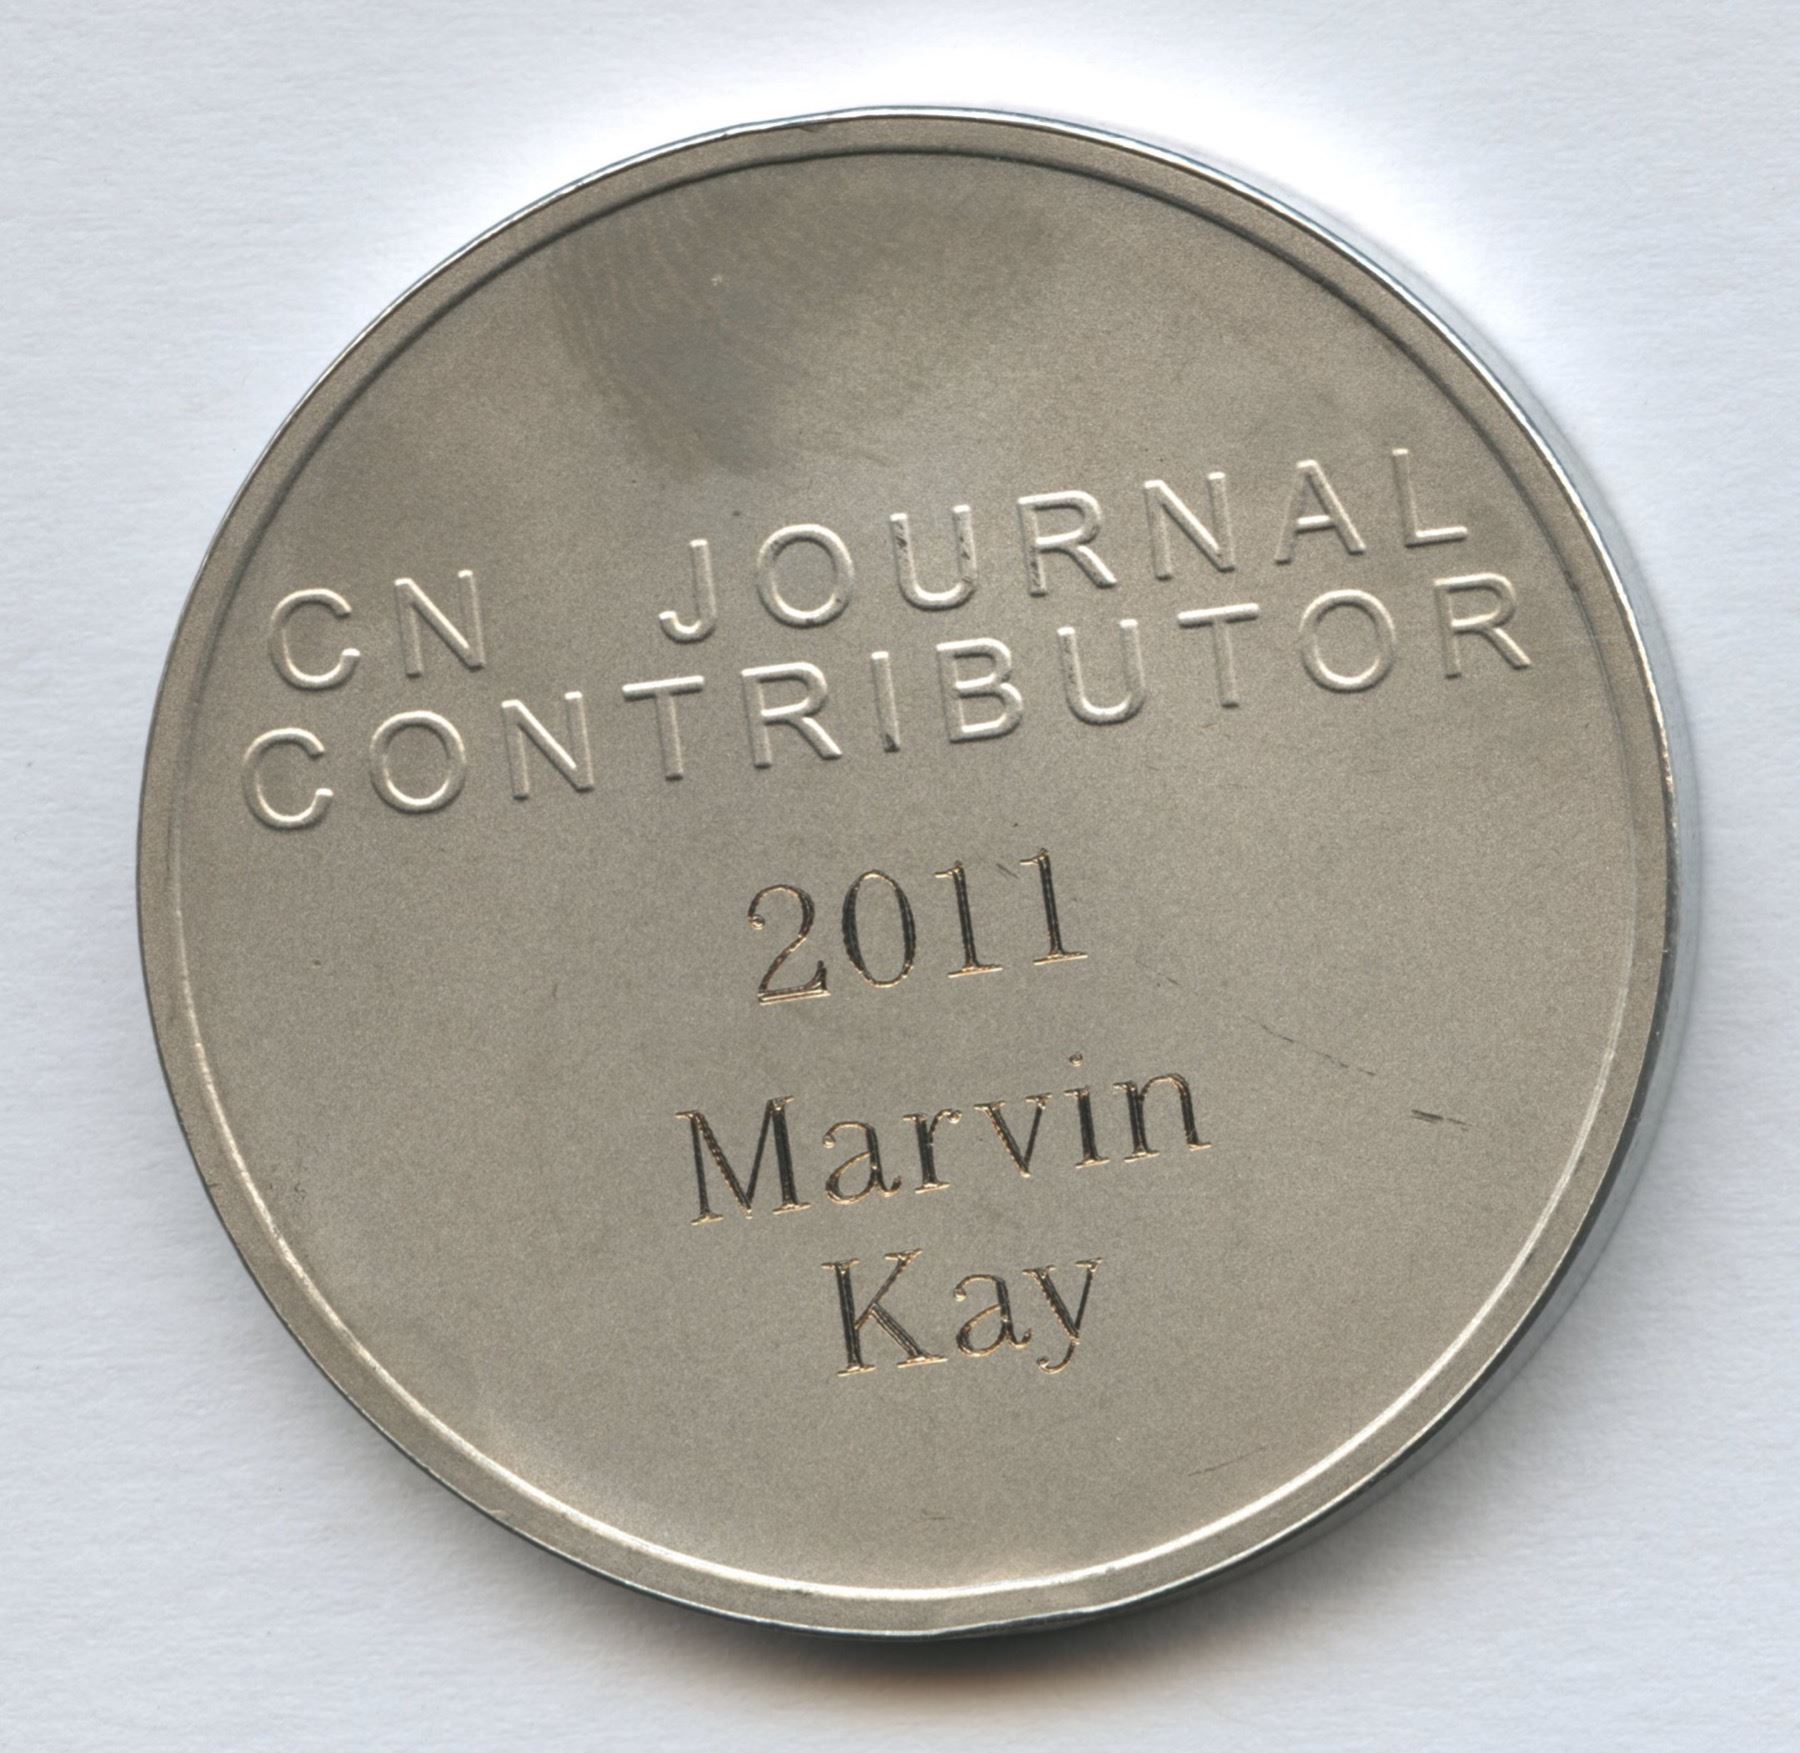 CN JOURNAL
CONTRIBUTOR
2011
Marvin
Kay